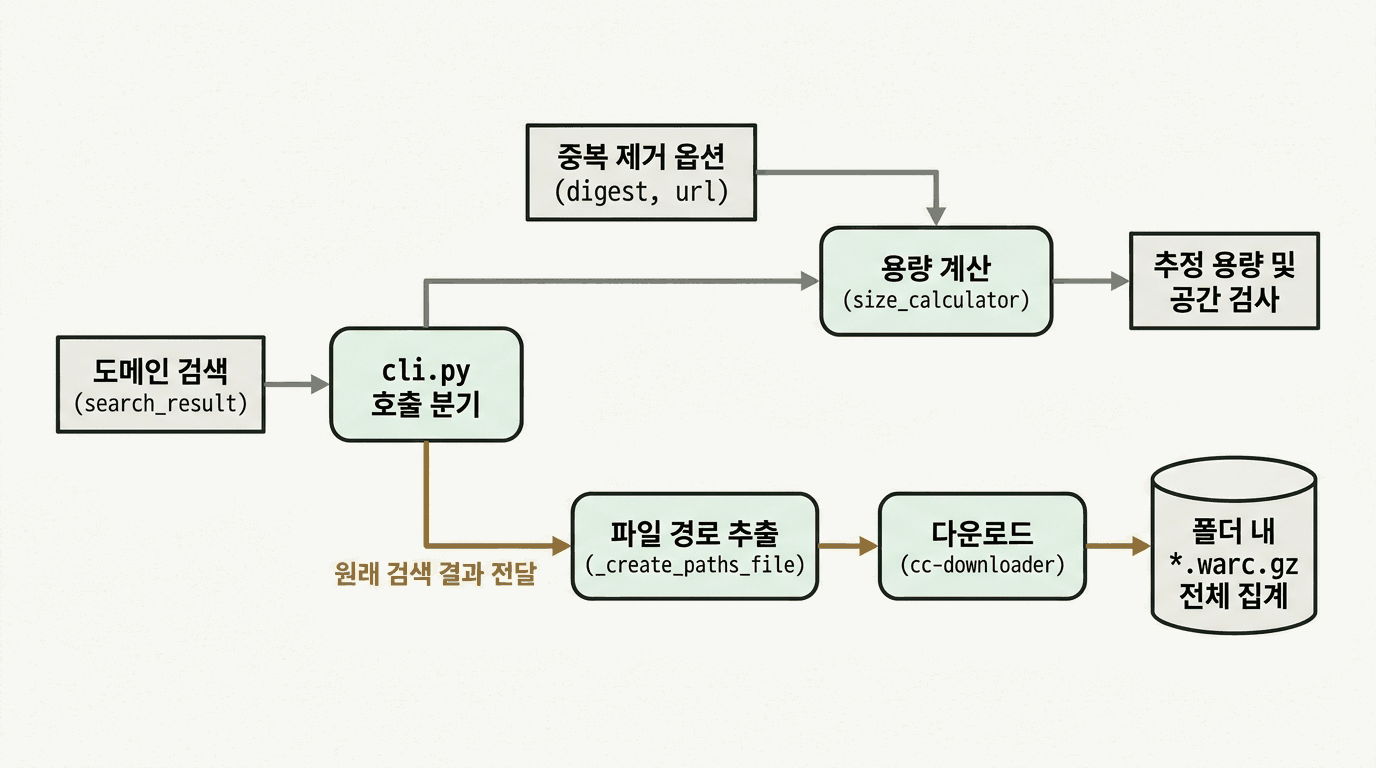 중복 제거 옵션
(digest, url)
용량 계산
(size_calculator)
추정 용량 및
공간 검사
도메인 검색
(search_result)
cli.py
호출 분기
원래 검색 결과 전달
파일 경로 추출
(_create_paths_file)
다운로드
(cc-downloader)
폴더 내
*.warc.gz
전체 집계